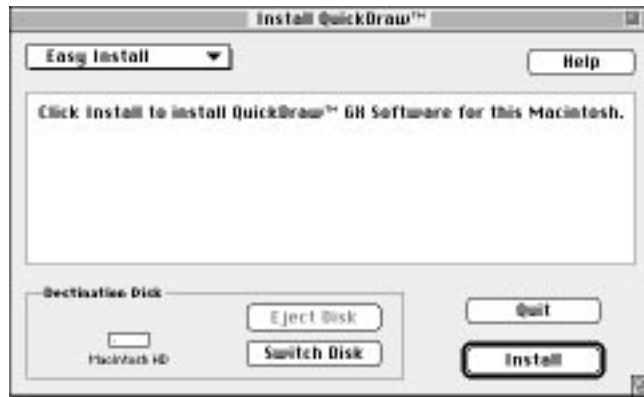 Install QuickDraw™
Easy Install
Help
Click Install to install QuickDraw™ GX Software for this Macintosh.
Destination Disk
Eject Disk
Quit
Macintosh HD
Switch Disk
Install